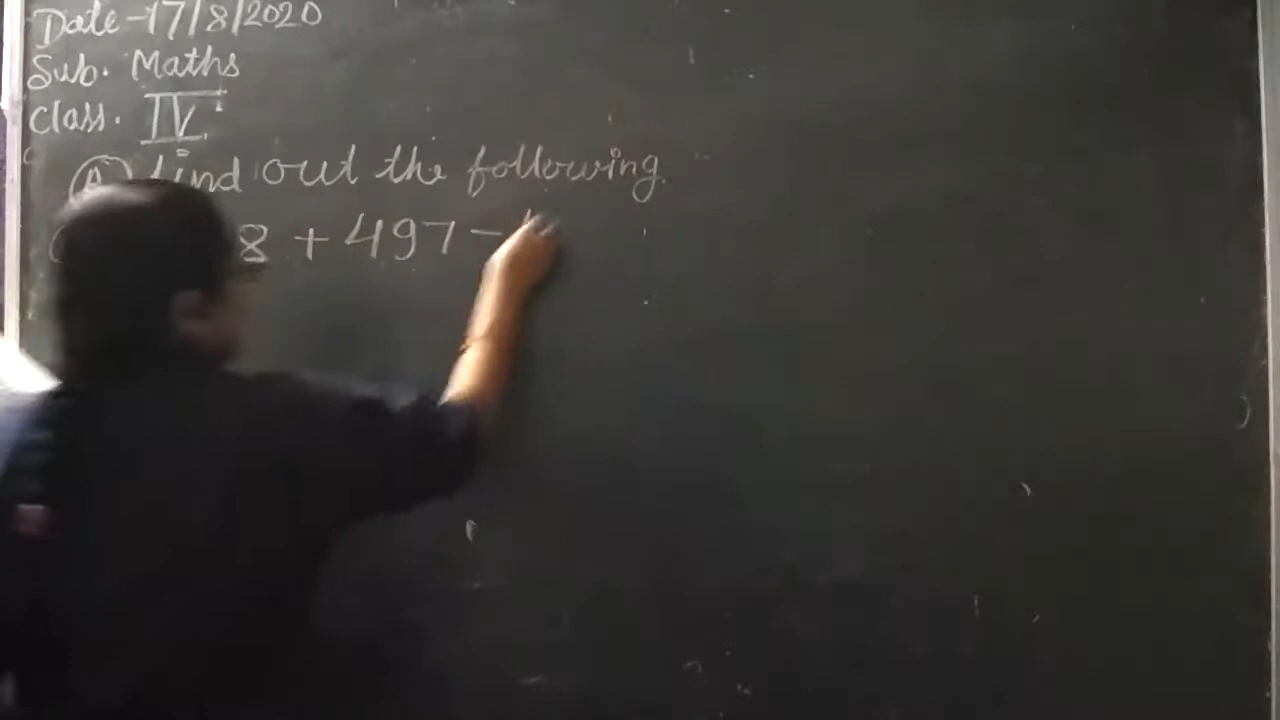 Date-17/8/2020
Sub. Maths
Class. IV
(A) find out the following.
8 + 497 -